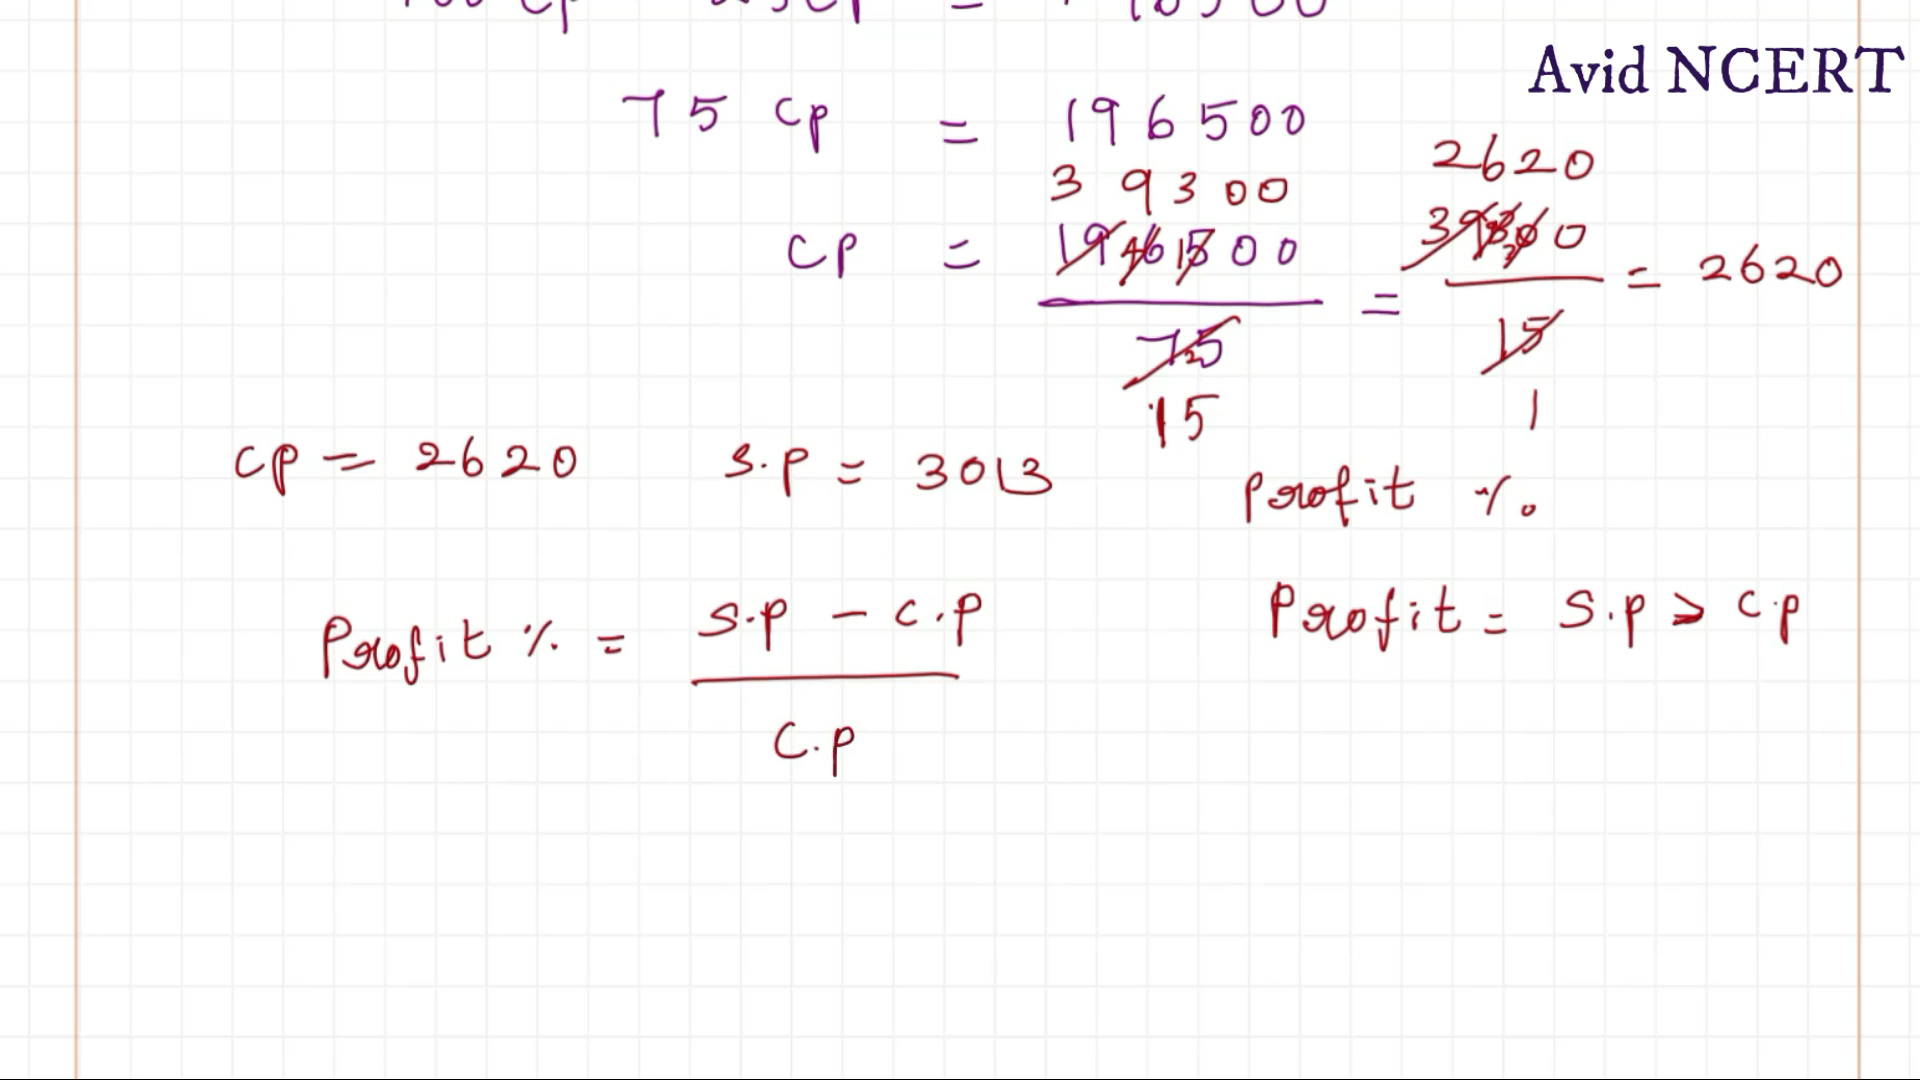 Avid NCERT
75 CP = 196500
39300 2620
CP = 196500 / 75 = 39300 / 15 = 2620
15 1
CP = 2620 S.P = 3013 Profit %
Profit % = S.P - C.P / C.P
Profit = S.P > C.P